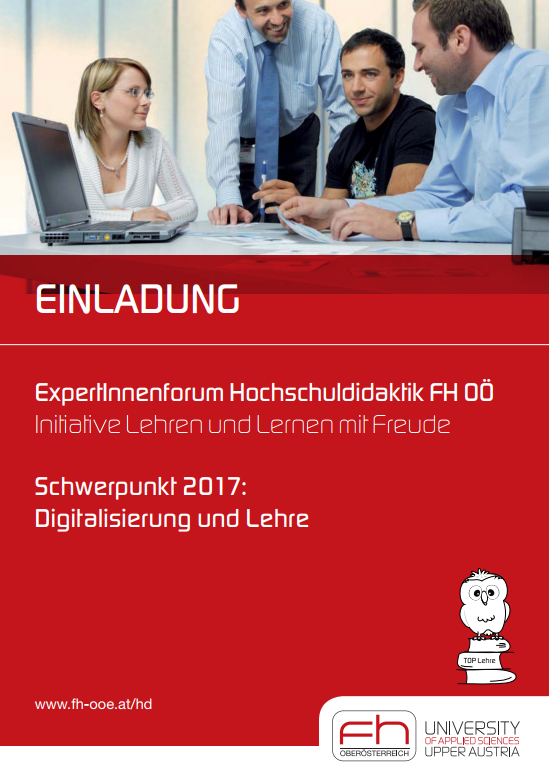 EINLADUNG
ExpertInnenforum Hochschuldidaktik FH OÖ
Initiative Lehren und Lernen mit Freude
Schwerpunkt 2017:
Digitalisierung und Lehre
TOP Lehre
www.fh-ooe.at/hd
fh
OBERÖSTERREICH
UNIVERSITY
OF APPLIED SCIENCES
UPPER AUSTRIA